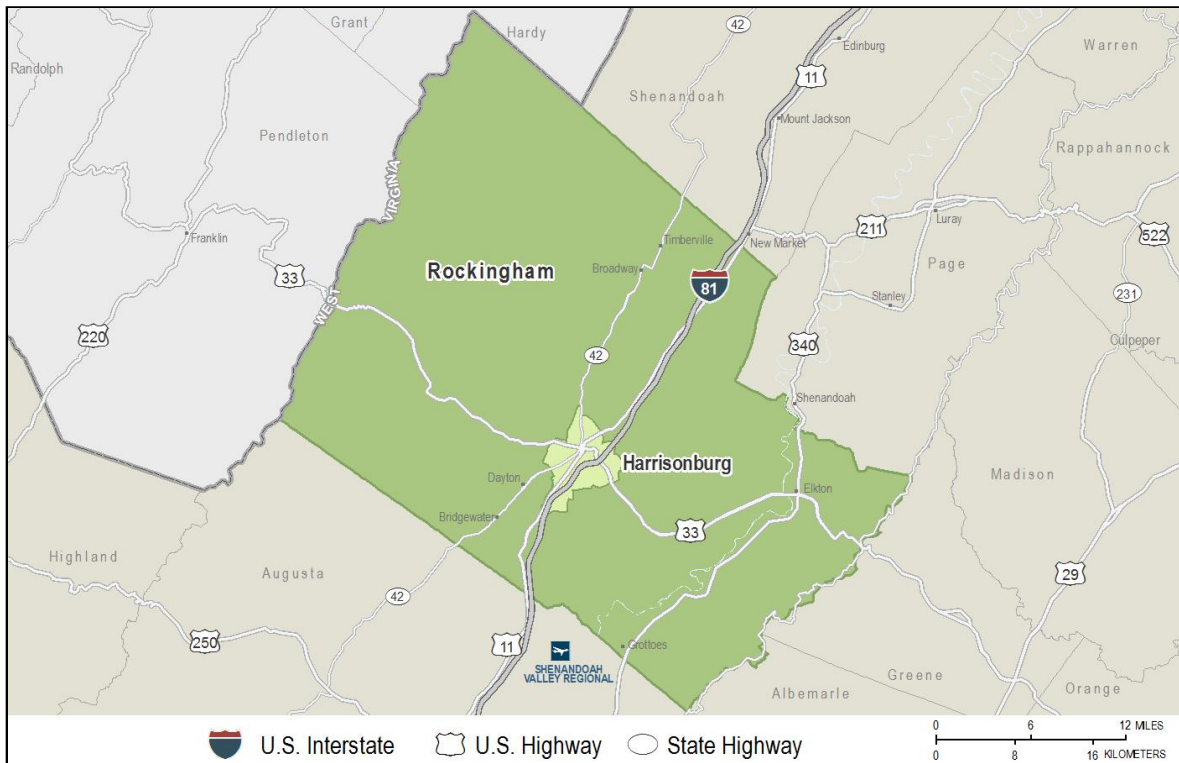 Grant
Hardy
42
Edinburg
Warren
Randolph
11
Shenandoah
Mount Jackson
Pendleton
Rappahannock
VIRGINIA
Franklin
Luray
211
522
New Market
Timberville
33
Rockingham
Broadway
Page
81
Stanley
231
WEST
220
340
Culpeper
42
Shenandoah
Harrisonburg
Dayton
Madison
Elkton
Bridgewater
33
Highland
Augusta
29
42
250
11
Grottoes
SHENANDOAH
VALLEY REGIONAL
Greene
Albemarle
Orange
U.S. Interstate
U.S. Highway
State Highway
0 6 12 MILES
0 8 16 KILOMETERS